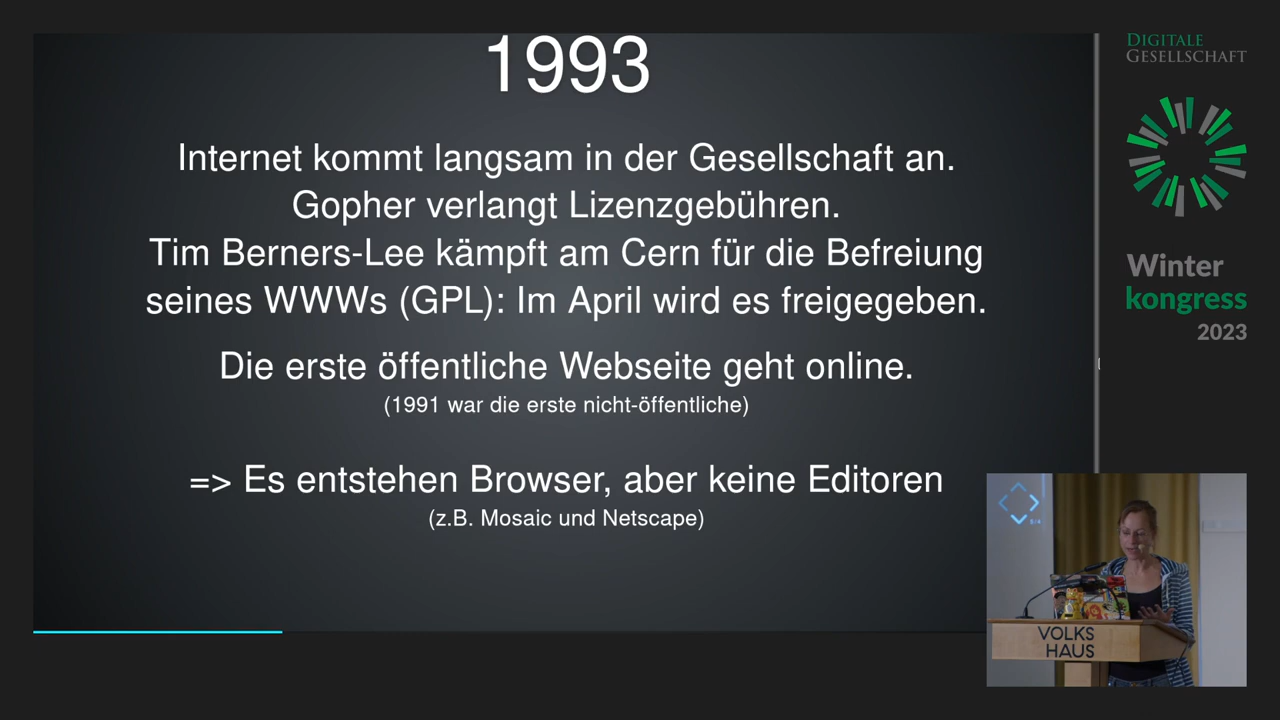 1993
Internet kommt langsam in der Gesellschaft an.
Gopher verlangt Lizenzgebühren.
Tim Berners-Lee kämpft am Cern für die Befreiung
seines WWWs (GPL): Im April wird es freigegeben.
Die erste öffentliche Webseite geht online.
(1991 war die erste nicht-öffentliche)
=> Es entstehen Browser, aber keine Editoren
(z.B. Mosaic und Netscape)
DIGITALE
GESELLSCHAFT
Winter
kongress
2023
VOLKS
HAUS